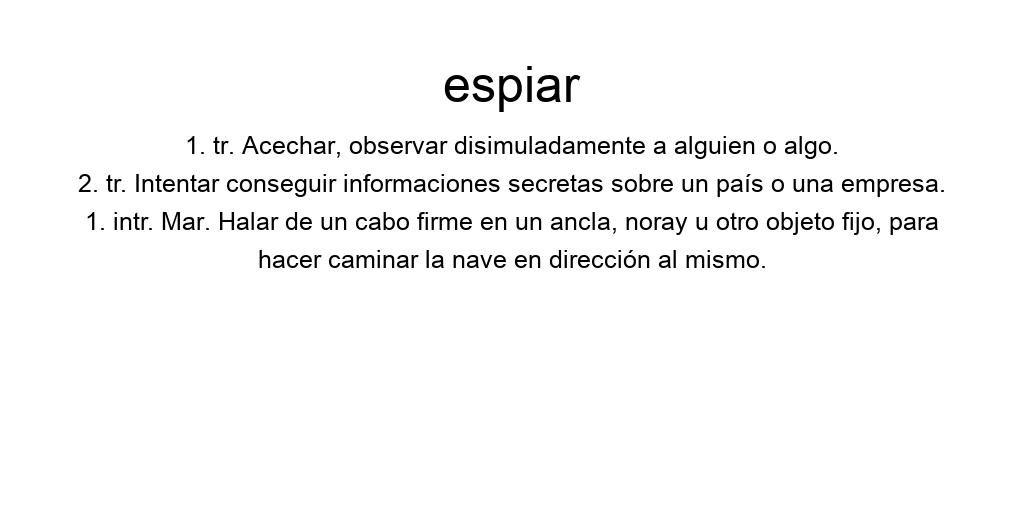 espiar
1. tr. Acechar, observar disimuladamente a alguien o algo.
2. tr. Intentar conseguir informaciones secretas sobre un país o una empresa.
1. intr. Mar. Halar de un cabo firme en un ancla, noray u otro objeto fijo, para
hacer caminar la nave en dirección al mismo.